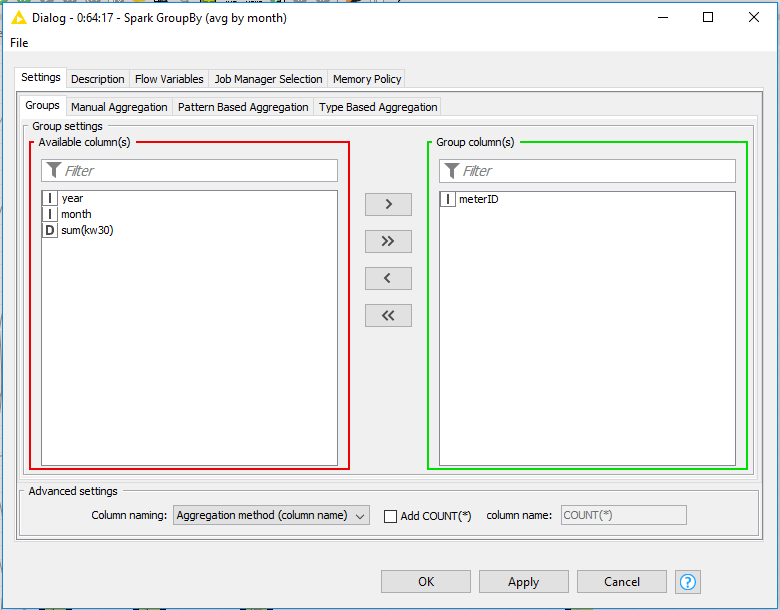 Dialog - 0:64:17 - Spark GroupBy (avg by month)
File
Settings Description Flow Variables Job Manager Selection Memory Policy
Groups Manual Aggregation Pattern Based Aggregation Type Based Aggregation
Group settings
Available column(s) Group column(s)
Filter Filter
I year I meterID
I month
D sum(kw30)
>
>>
<
<<
Advanced settings
Column naming: Aggregation method (column name) Add COUNT(*) column name: COUNT(*)
OK Apply Cancel ?